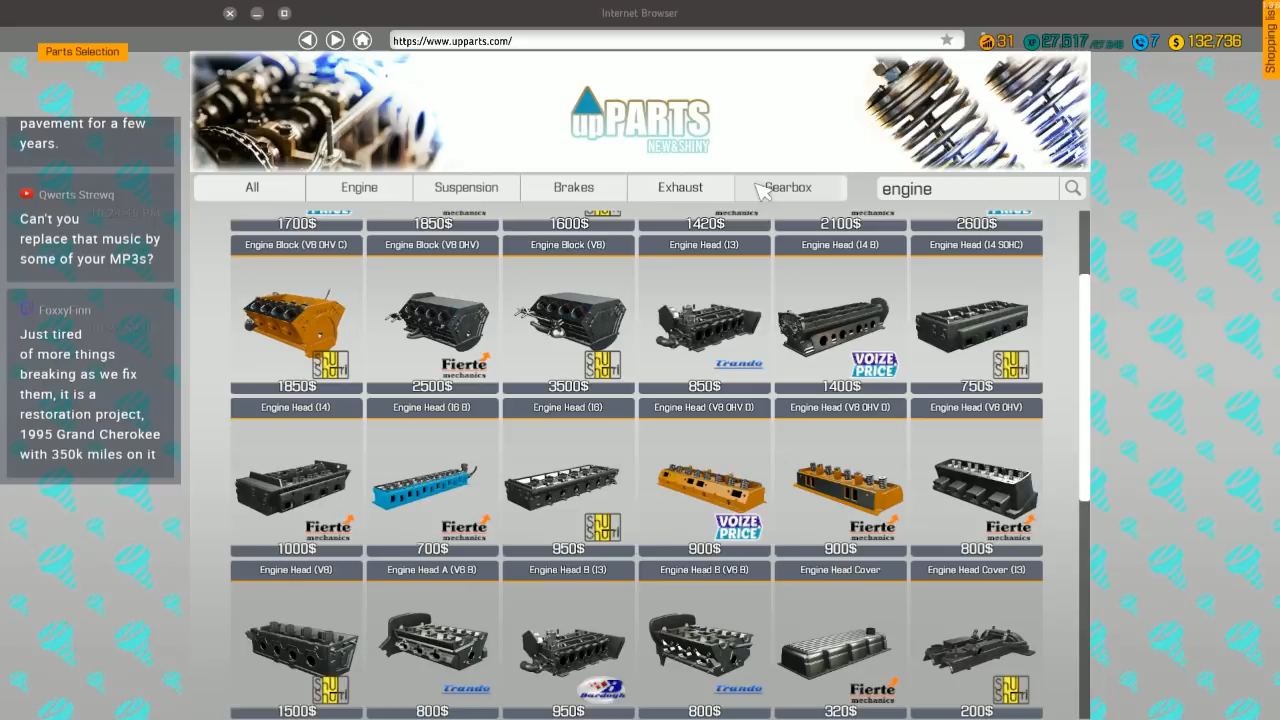 Internet Browser
https://www.upparts.com/
31
7
132,736
Shopping list
Parts Selection
pavement for a few
years.
Qwerts Strewq
Can't you
replace that music by
some of your MP3s?
FoxxyFinn
Just tired
of more things
breaking as we fix
them, it is a
restoration project,
1995 Grand Cherokee
with 350k miles on it
upPARTS
NEW&SHINY
All
Engine
Suspension
Brakes
Exhaust
Gearbox
engine
mechanics
mechanics
mechanics
1700$
1850$
1600$
1420$
2100$
2600$
Engine Block (V8 OHV C)
Engine Block (V8 OHV)
Engine Block (V8)
Engine Head (I3)
Engine Head (I4 B)
Engine Head (I4 SOHC)
Fierte mechanics
Trando
VOIZE PRICE
1850$
2500$
3500$
850$
1400$
750$
Engine Head (I4)
Engine Head (I6 B)
Engine Head (I6)
Engine Head (V8 OHV D)
Engine Head (V8 OHV D)
Engine Head (V8 OHV)
Fierte mechanics
Fierte mechanics
VOIZE PRICE
Fierte mechanics
Fierte mechanics
1000$
700$
950$
900$
900$
800$
Engine Head (V8)
Engine Head A (V6 B)
Engine Head B (I3)
Engine Head B (V6 B)
Engine Head Cover
Engine Head Cover (I3)
Trando
Trando
Fierte mechanics
1500$
800$
950$
800$
320$
200$